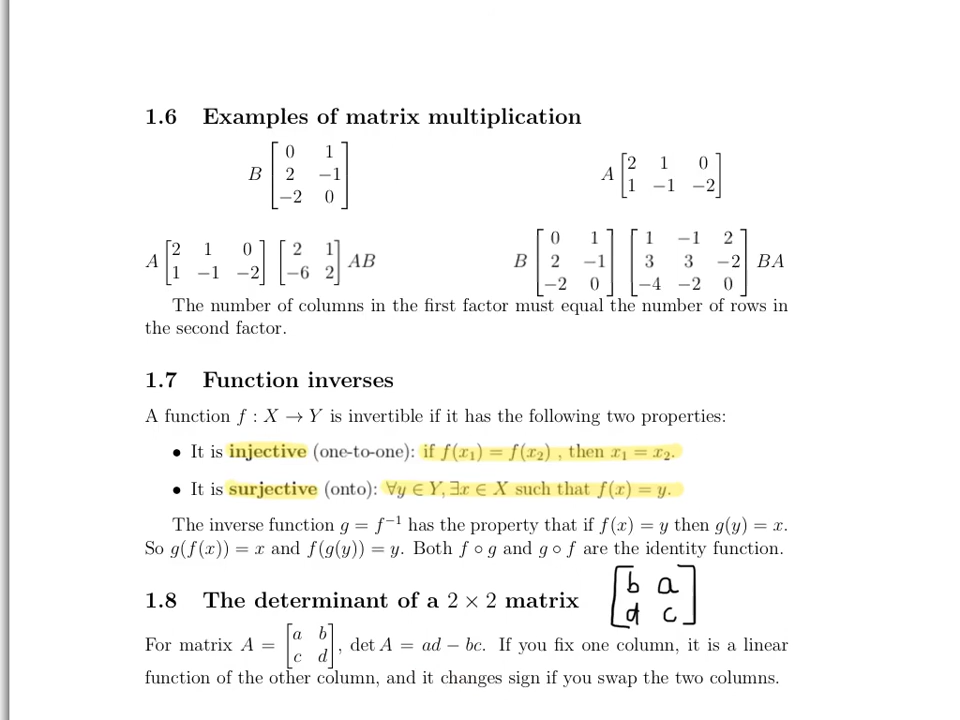 1.6 Examples of matrix multiplication
B [0 1; 2 −1; −2 0] A [2 1 0; 1 −1 −2]
A [2 1 0; 1 −1 −2] [2 1; −6 2] AB B [0 1; 2 −1; −2 0] [1 −1 2; 3 3 −2; −4 −2 0] BA
The number of columns in the first factor must equal the number of rows in
the second factor.
1.7 Function inverses
A function f : X → Y is invertible if it has the following two properties:
• It is injective (one-to-one): if f(x₁) = f(x₂) , then x₁ = x₂.
• It is surjective (onto): ∀y ∈ Y, ∃x ∈ X such that f(x) = y.
The inverse function g = f⁻¹ has the property that if f(x) = y then g(y) = x.
So g(f(x)) = x and f(g(y)) = y. Both f ∘ g and g ∘ f are the identity function.
1.8 The determinant of a 2 × 2 matrix [b a; d c]
For matrix A = [a b; c d], det A = ad − bc. If you fix one column, it is a linear
function of the other column, and it changes sign if you swap the two columns.